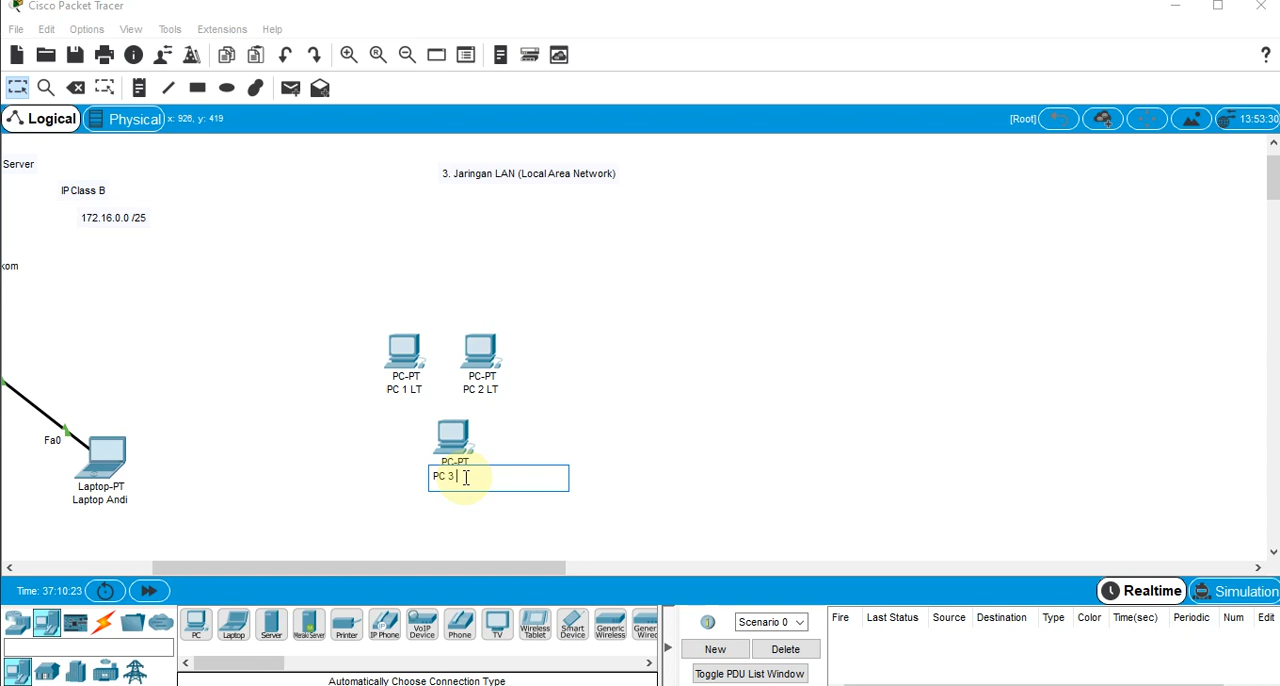 Cisco Packet Tracer
File Edit Options View Tools Extensions Help
Logical Physical x: 926, y: 419 [Root] 13:53:30
Server
3. Jaringan LAN (Local Area Network)
IP Class B
172.16.0.0 /25
kom
PC-PT
PC 1 LT
PC-PT
PC 2 LT
PC-PT
PC 3
Fa0
Laptop-PT
Laptop Andi
Time: 37:10:23 Realtime Simulation
PC Laptop Server Meraki Server Printer IP Phone VoIP Device Phone TV Wireless Tablet Smart Device Generic Wireless Generic Wired
Automatically Choose Connection Type
Scenario 0
New Delete
Toggle PDU List Window
Fire Last Status Source Destination Type Color Time(sec) Periodic Num Edit